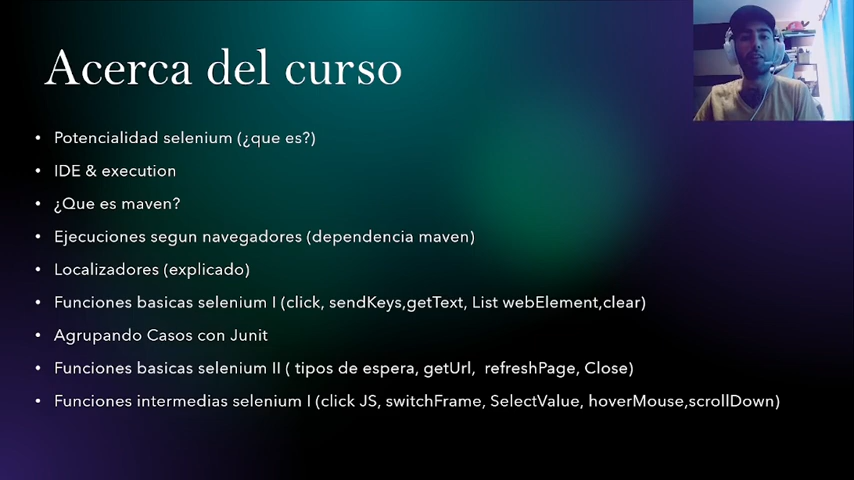 Acerca del curso
• Potencialidad selenium (¿que es?)
• IDE & execution
• ¿Que es maven?
• Ejecuciones segun navegadores (dependencia maven)
• Localizadores (explicado)
• Funciones basicas selenium I (click, sendKeys,getText, List webElement,clear)
• Agrupando Casos con Junit
• Funciones basicas selenium II ( tipos de espera, getUrl,  refreshPage, Close)
• Funciones intermedias selenium I (click JS, switchFrame, SelectValue, hoverMouse,scrollDown)